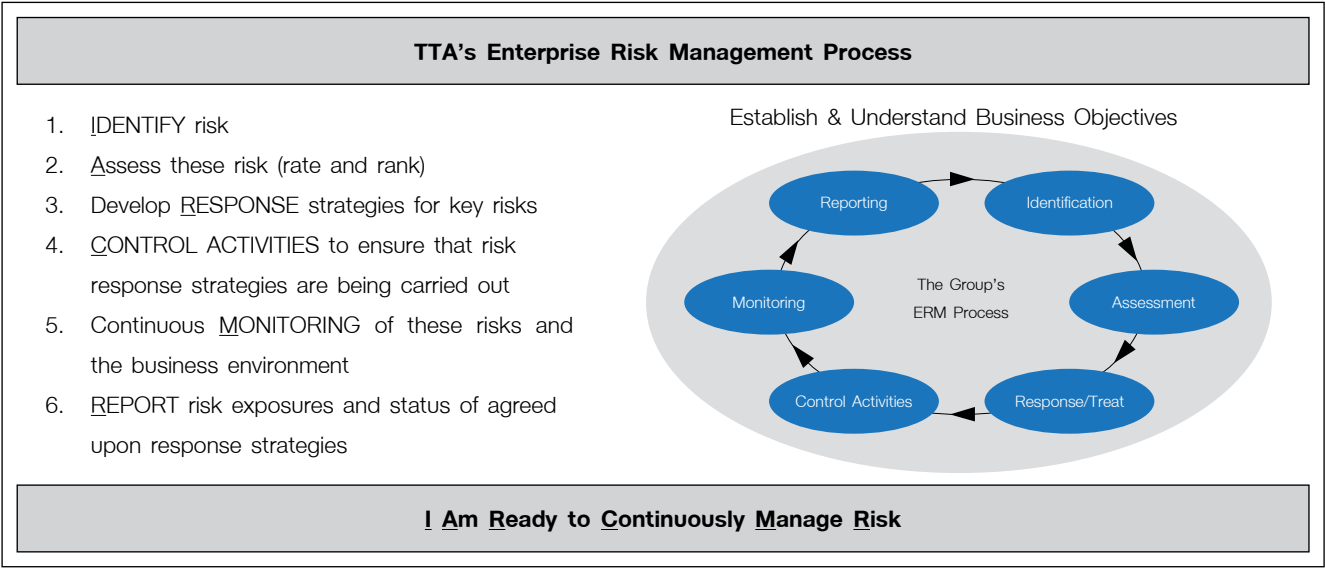 TTA's Enterprise Risk Management Process
1. IDENTIFY risk
2. Assess these risk (rate and rank)
3. Develop RESPONSE strategies for key risks
4. CONTROL ACTIVITIES to ensure that risk
response strategies are being carried out
5. Continuous MONITORING of these risks and
the business environment
6. REPORT risk exposures and status of agreed
upon response strategies
Establish & Understand Business Objectives
Reporting
Identification
Monitoring
The Group's
ERM Process
Assessment
Control Activities
Response/Treat
I Am Ready to Continuously Manage Risk